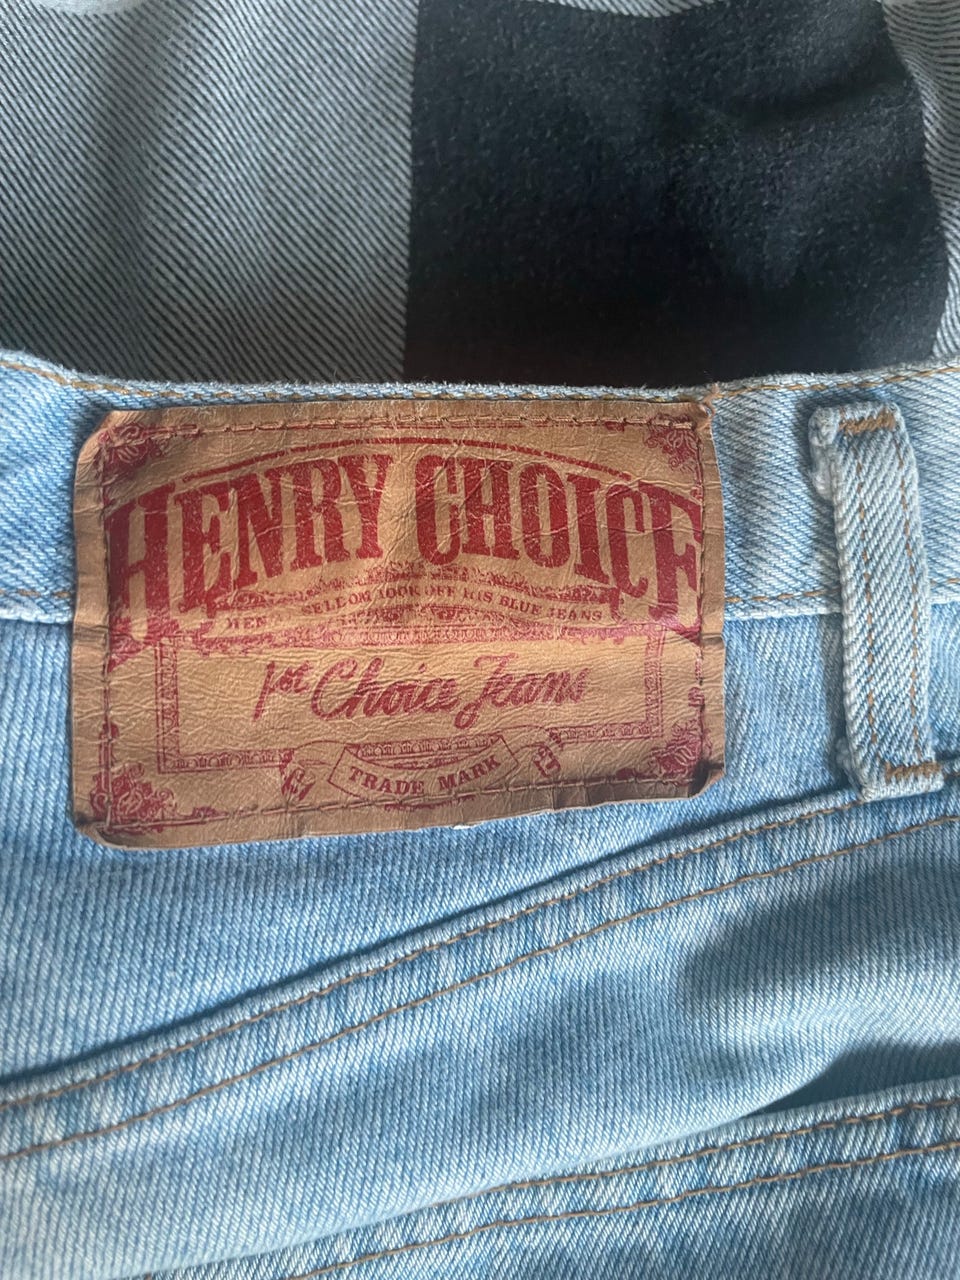 HENRY CHOICE
HENRY SELDOM TOOK OFF HIS BLUE JEANS
1st Choice Jeans
TRADE MARK